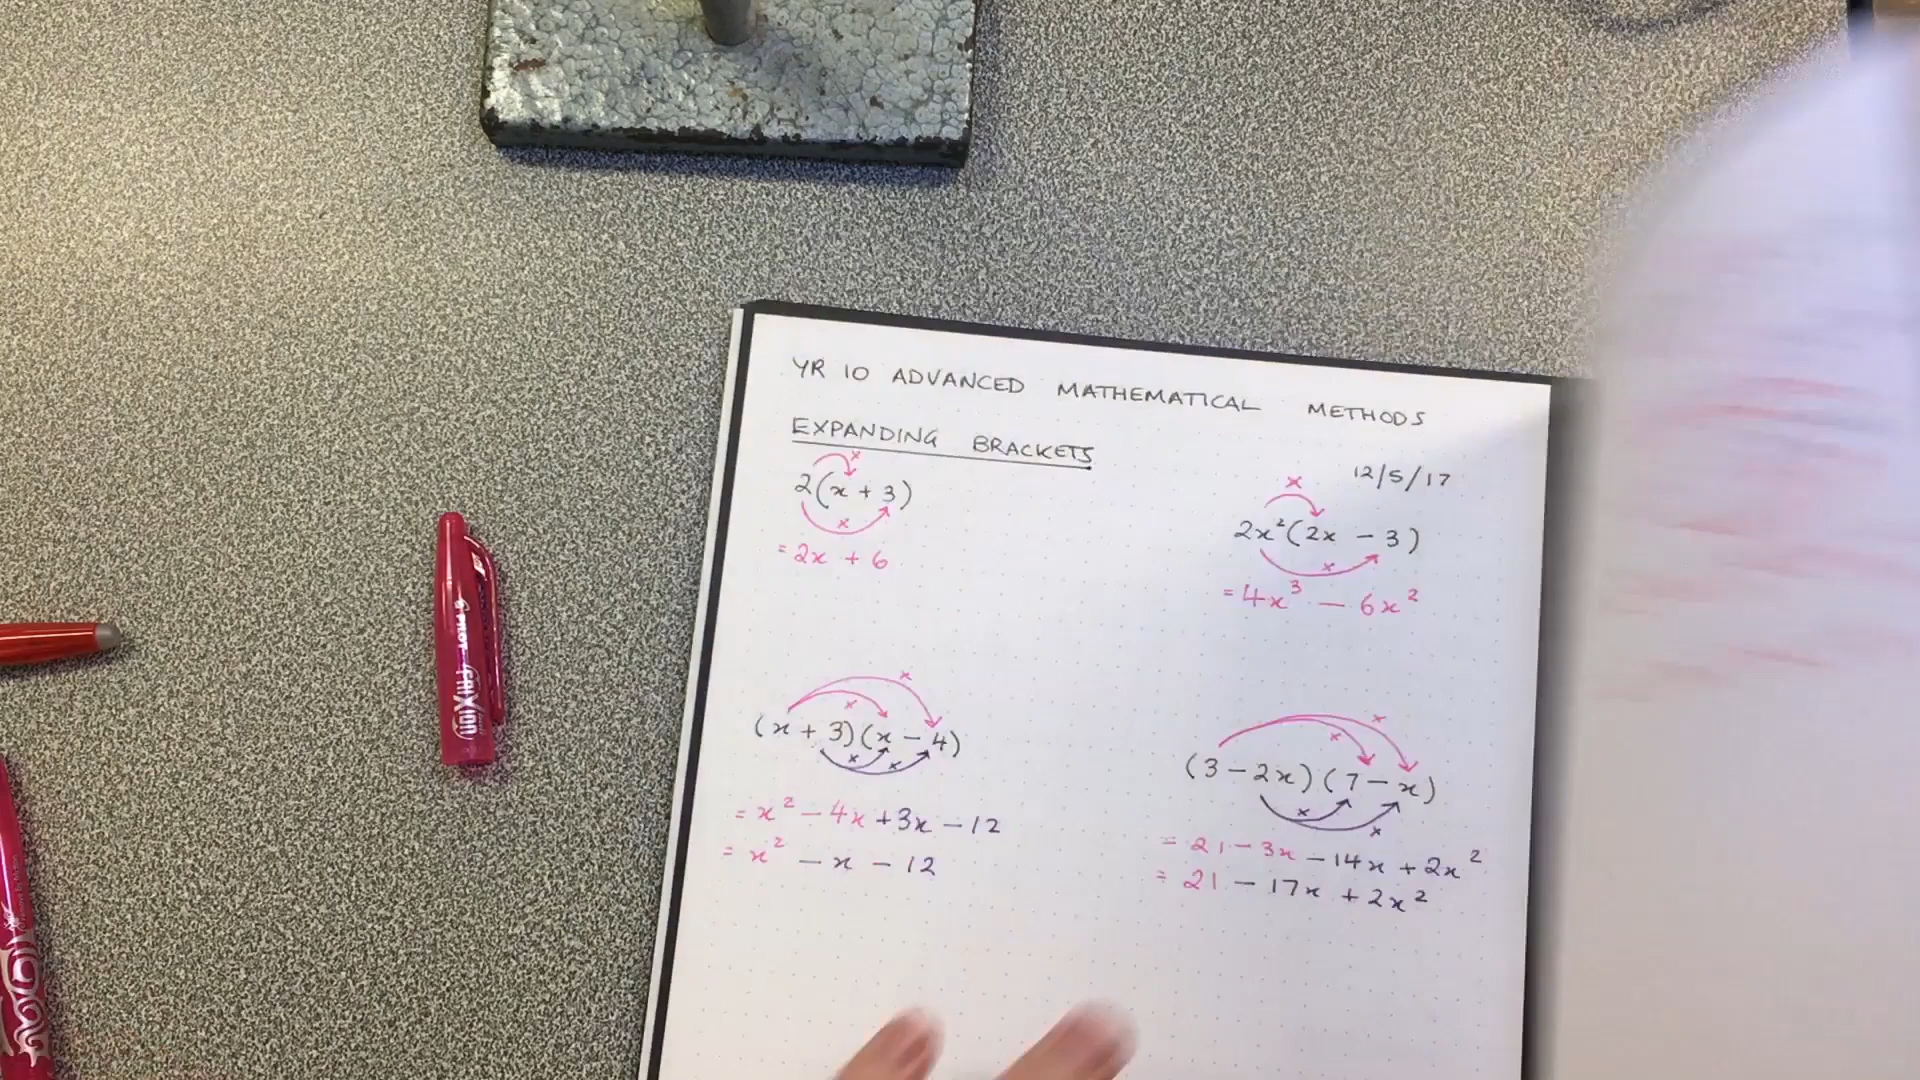 YR 10 ADVANCED MATHEMATICAL METHODS
EXPANDING BRACKETS
12/5/17
×
2(x + 3)
×
= 2x + 6
×
2x²(2x - 3)
×
= 4x³ - 6x²
× ×
(x + 3)(x - 4)
× ×
= x² - 4x + 3x - 12
= x² - x - 12
× ×
(3 - 2x)(7 - x)
× ×
= 21 - 3x - 14x + 2x²
= 21 - 17x + 2x²
PILOT
FRiXion